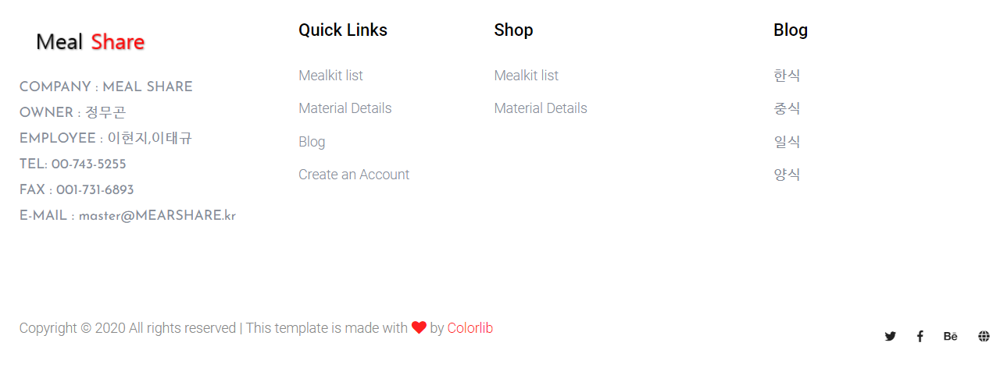 Meal Share
COMPANY : MEAL SHARE
OWNER : 정무곤
EMPLOYEE : 이현지,이태규
TEL: 00-743-5255
FAX : 001-731-6893
E-MAIL : master@MEARSHARE.kr
Quick Links
Mealkit list
Material Details
Blog
Create an Account
Shop
Mealkit list
Material Details
Blog
한식
중식
일식
양식
Copyright © 2020 All rights reserved | This template is made with ❤ by Colorlib
Bē